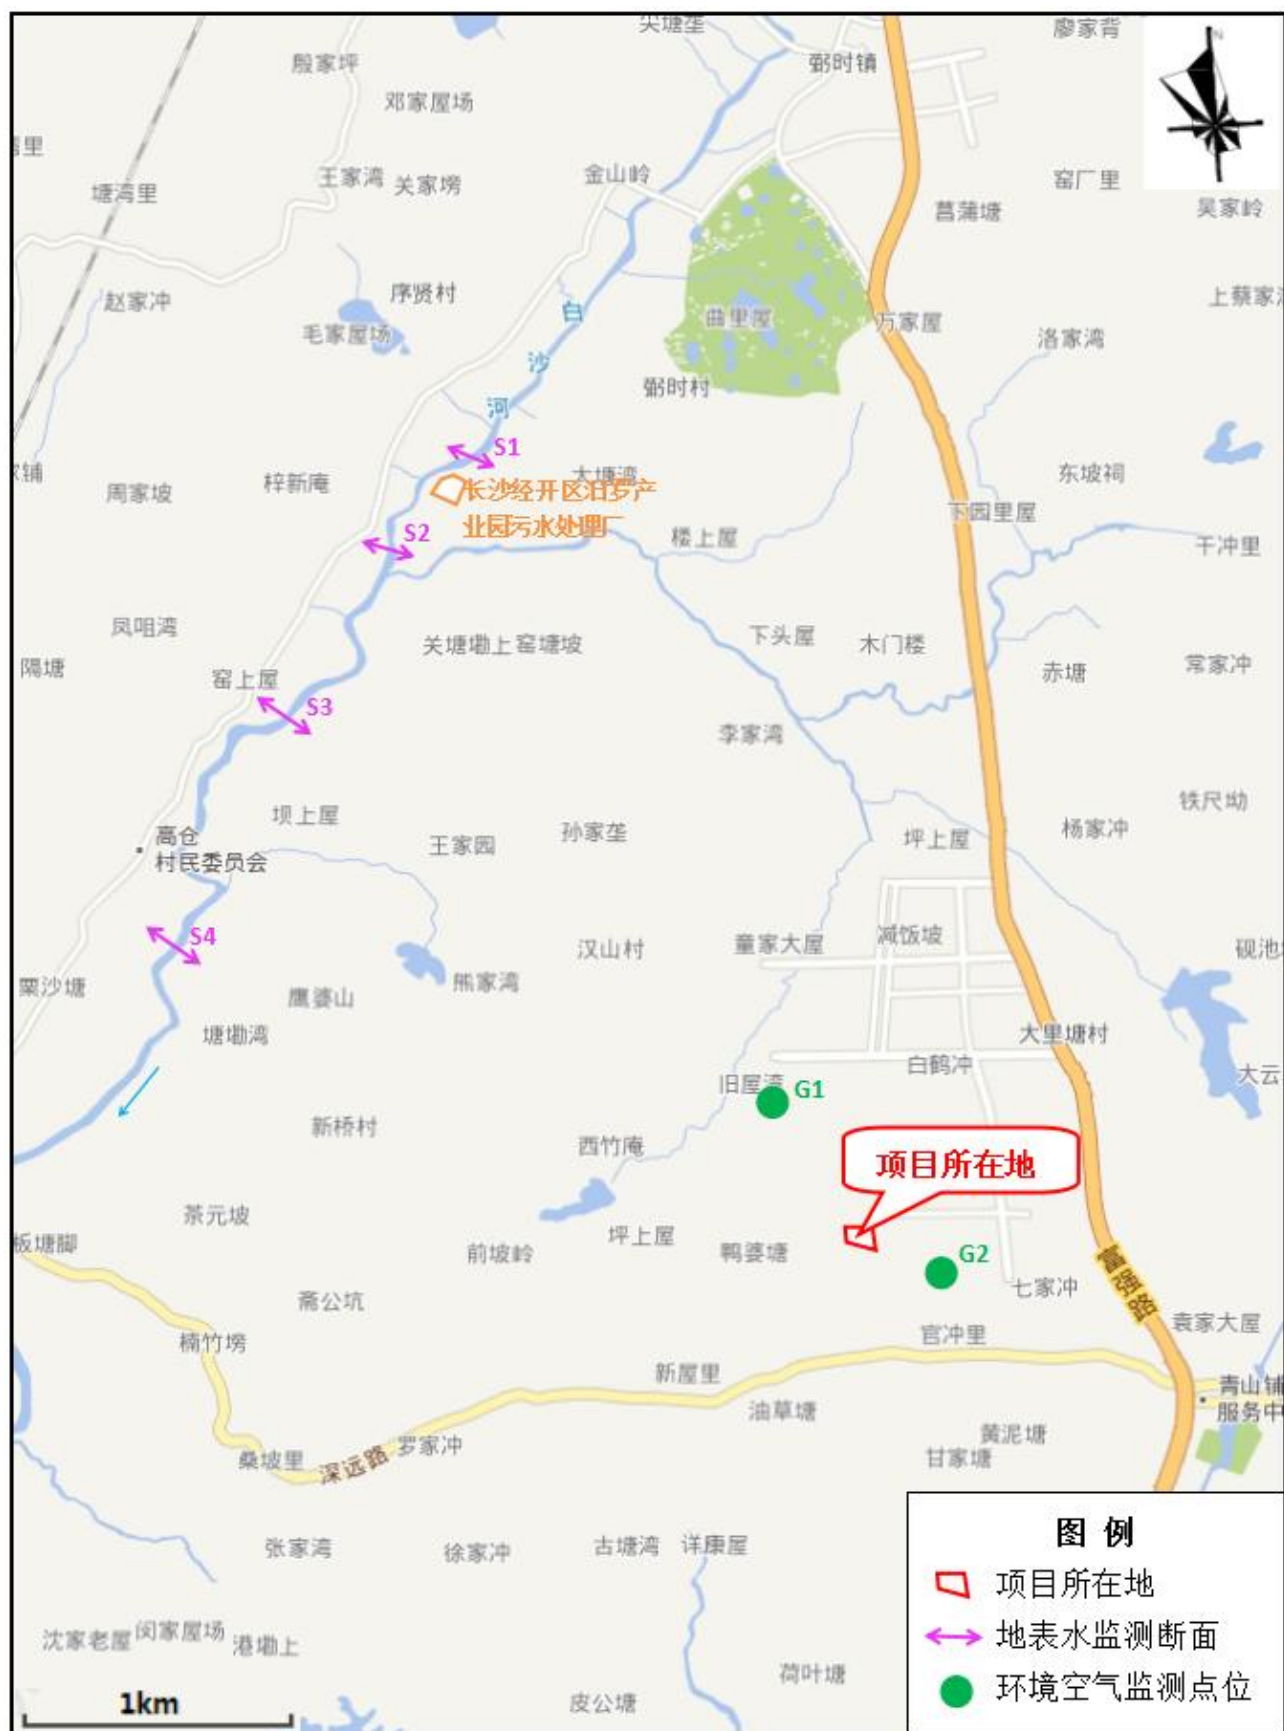 尖塘垄
廖家背
殷家坪
弼时镇
邓家屋场
塘湾里
王家湾
关家塝
金山岭
窑厂里
菖蒲塘
吴家岭
赵家冲
序贤村
白
沙
河
毛家屋场
曲里屋
万家屋
洛家湾
上蔡家
弼时村
S1
周家坡
梓新庵
大塘湾
东坡祠
长沙经开区汨罗产
业园污水处理厂
下园里屋
S2
楼上屋
干冲里
凤咀湾
关塘墈上
窑塘坡
下头屋
木门楼
隔塘
窑上屋
赤塘
常家冲
S3
李家湾
坝上屋
铁尺坳
高仓
村民委员会
王家园
孙家垄
坪上屋
杨家冲
S4
汉山村
童家大屋
减饭坡
砚池
粟沙塘
鹰婆山
熊家湾
塘墈湾
大里塘村
白鹤冲
旧屋湾
G1
大云
新桥村
西竹庵
项目所在地
茶元坡
板塘脚
前坡岭
坪上屋
鸭婆塘
G2
七家冲
富强路
斋公坑
楠竹塝
官冲里
袁家大屋
新屋里
青山铺
服务中
油草塘
黄泥塘
罗家冲
桑坡里
深远路
甘家塘
张家湾
徐家冲
古塘湾
详康屋
沈家老屋
闵家屋场
港墈上
荷叶塘
皮公塘
1km
图 例
项目所在地
地表水监测断面
环境空气监测点位